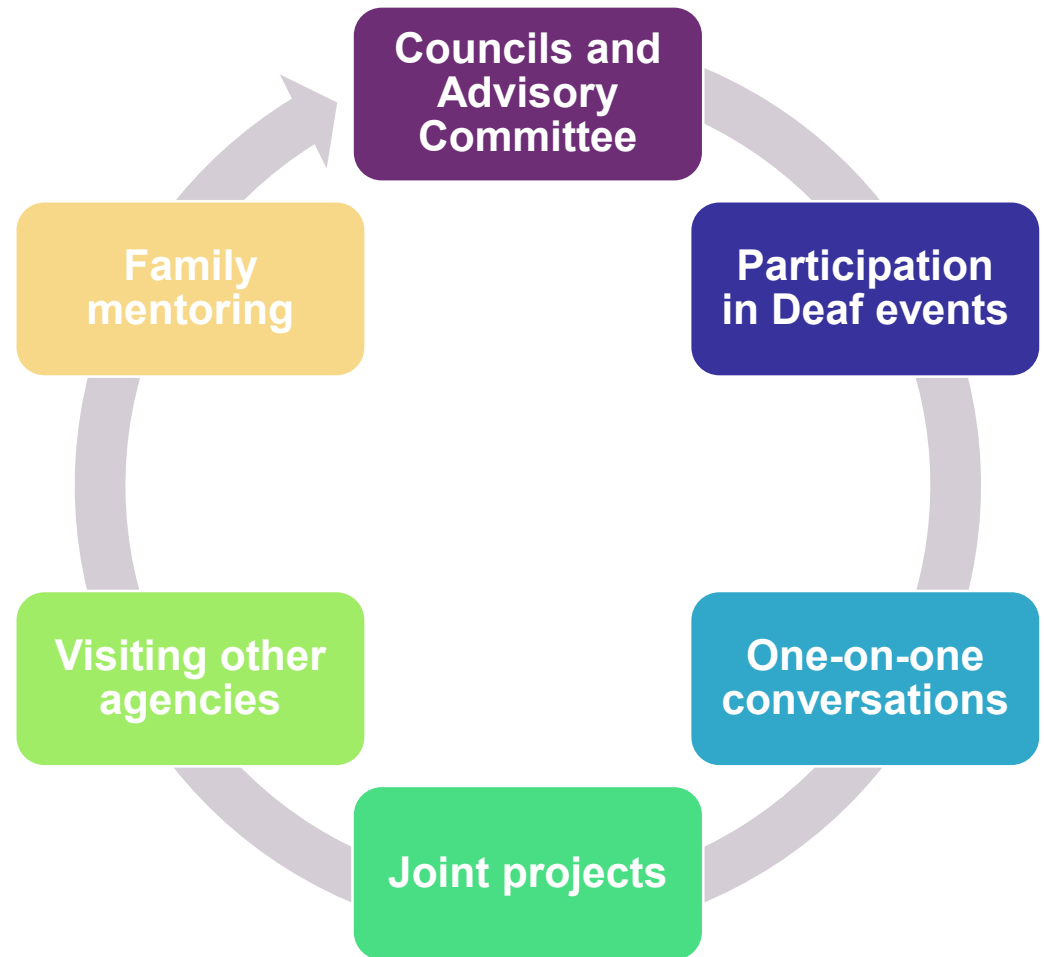 Councils and
Advisory
Committee
Participation
in Deaf events
One-on-one
conversations
Joint projects
Visiting other
agencies
Family
mentoring